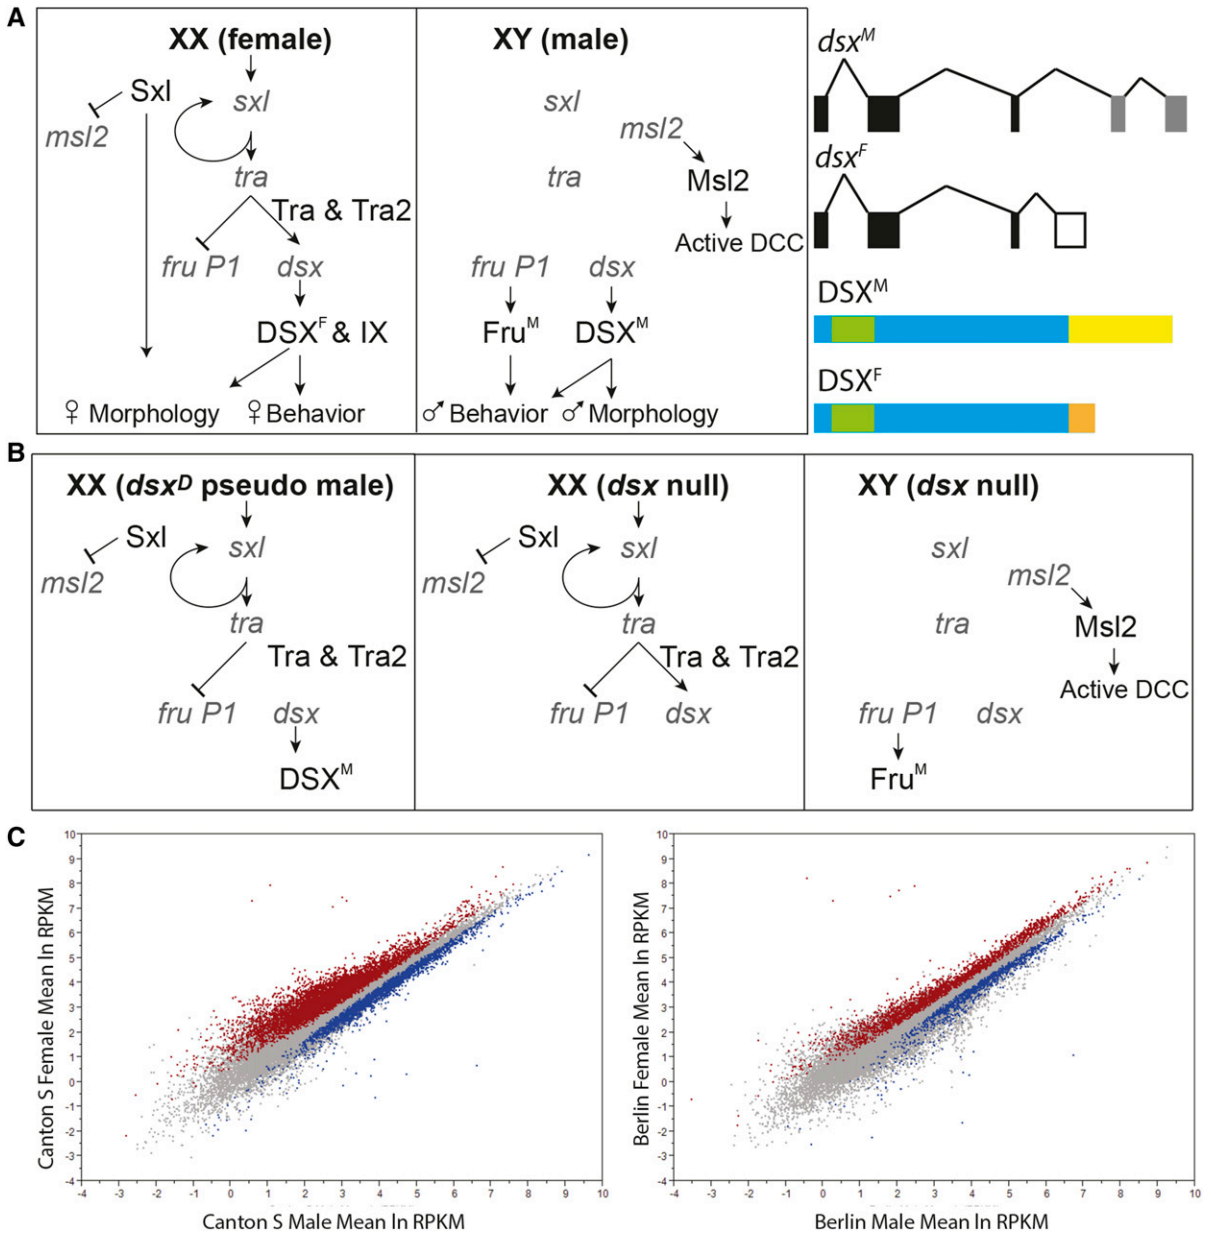 A
XX (female)
Sxl
sxl
msl2
tra
Tra & Tra2
fru P1
dsx
DSXF & IX
♀ Morphology
♀ Behavior
XY (male)
sxl
msl2
tra
Msl2
Active DCC
fru P1
dsx
FruM
DSXM
♂ Behavior
♂ Morphology
dsxM
dsxF
DSXM
DSXF
B
XX (dsxD pseudo male)
Sxl
sxl
msl2
tra
Tra & Tra2
fru P1
dsx
DSXM
XX (dsx null)
Sxl
sxl
msl2
tra
Tra & Tra2
fru P1
dsx
XY (dsx null)
sxl
msl2
tra
Msl2
Active DCC
fru P1
dsx
FruM
C
Canton S Female Mean ln RPKM
10
9
8
7
6
5
4
3
2
1
0
-1
-2
-3
-4
-4 -3 -2 -1 0 1 2 3 4 5 6 7 8 9 10
Canton S Male Mean ln RPKM
Berlin Female Mean ln RPKM
10
9
8
7
6
5
4
3
2
1
0
-1
-2
-3
-4
-4 -3 -2 -1 0 1 2 3 4 5 6 7 8 9 10
Berlin Male Mean ln RPKM